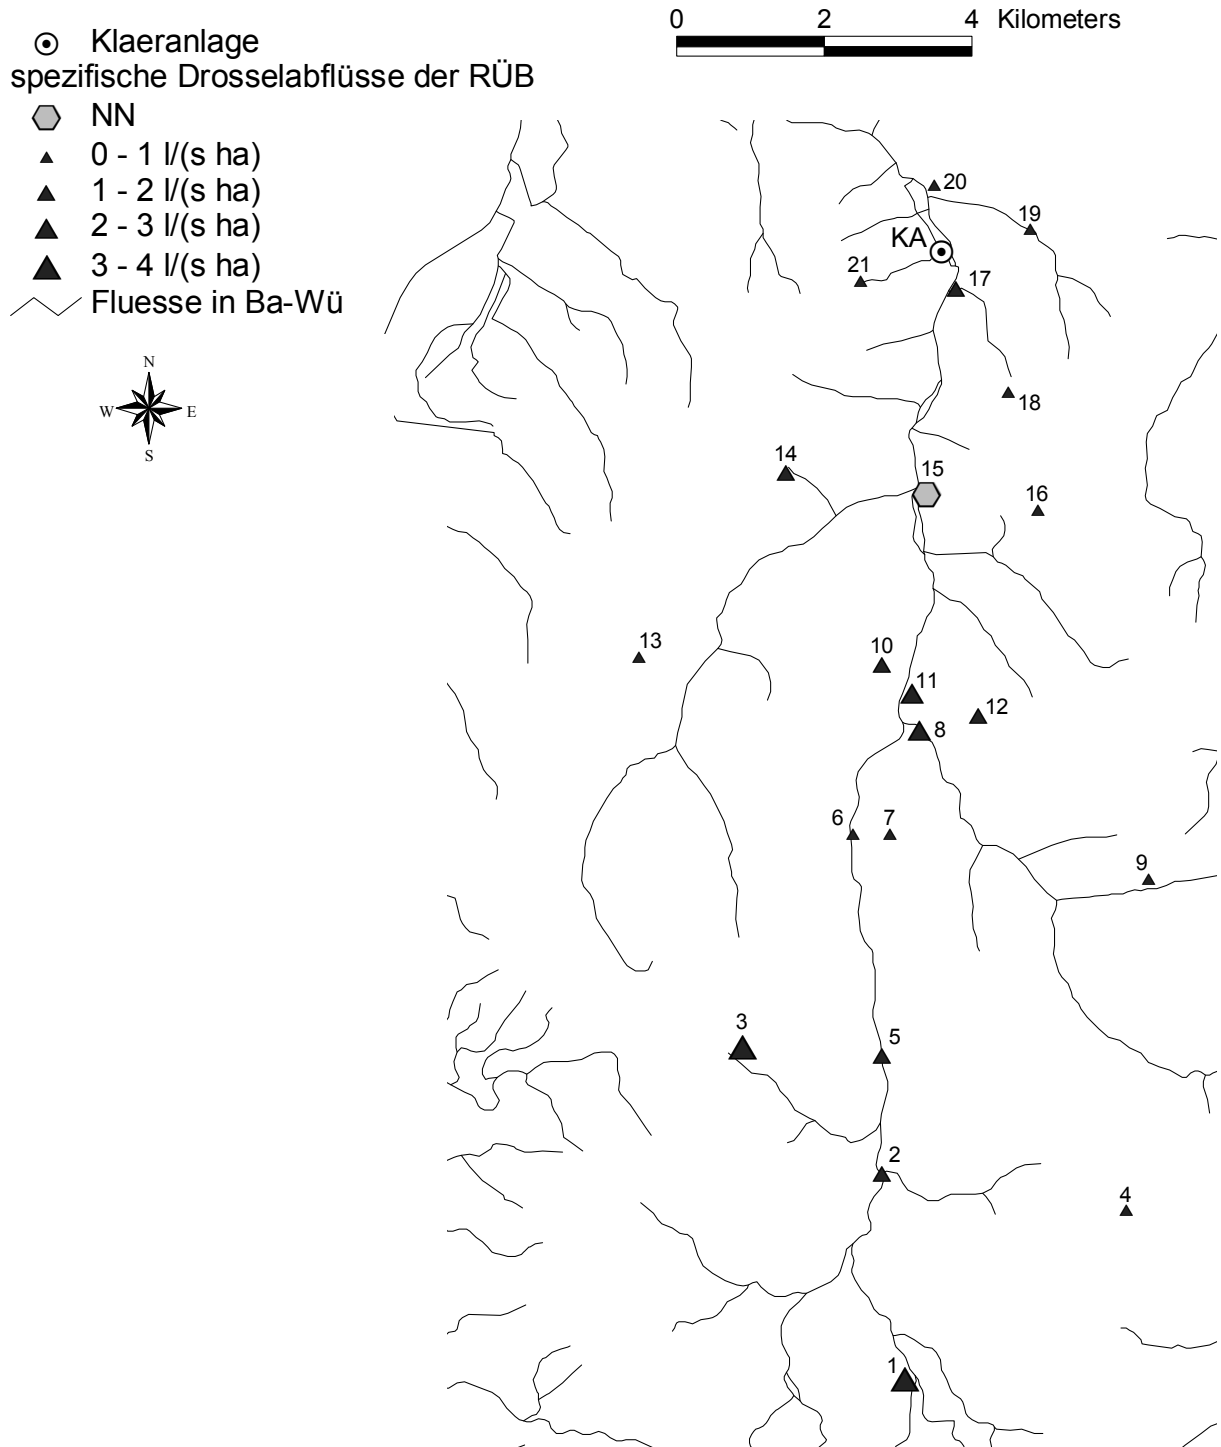 0 2 4 Kilometers
Klaeranlage
spezifische Drosselabflüsse der RÜB
NN
0 - 1 l/(s ha)
1 - 2 l/(s ha)
2 - 3 l/(s ha)
3 - 4 l/(s ha)
Fluesse in Ba-Wü
N
W E
S
20
19
KA
21
17
18
14
15
16
13
10
11
12
8
6
7
9
3
5
2
4
1